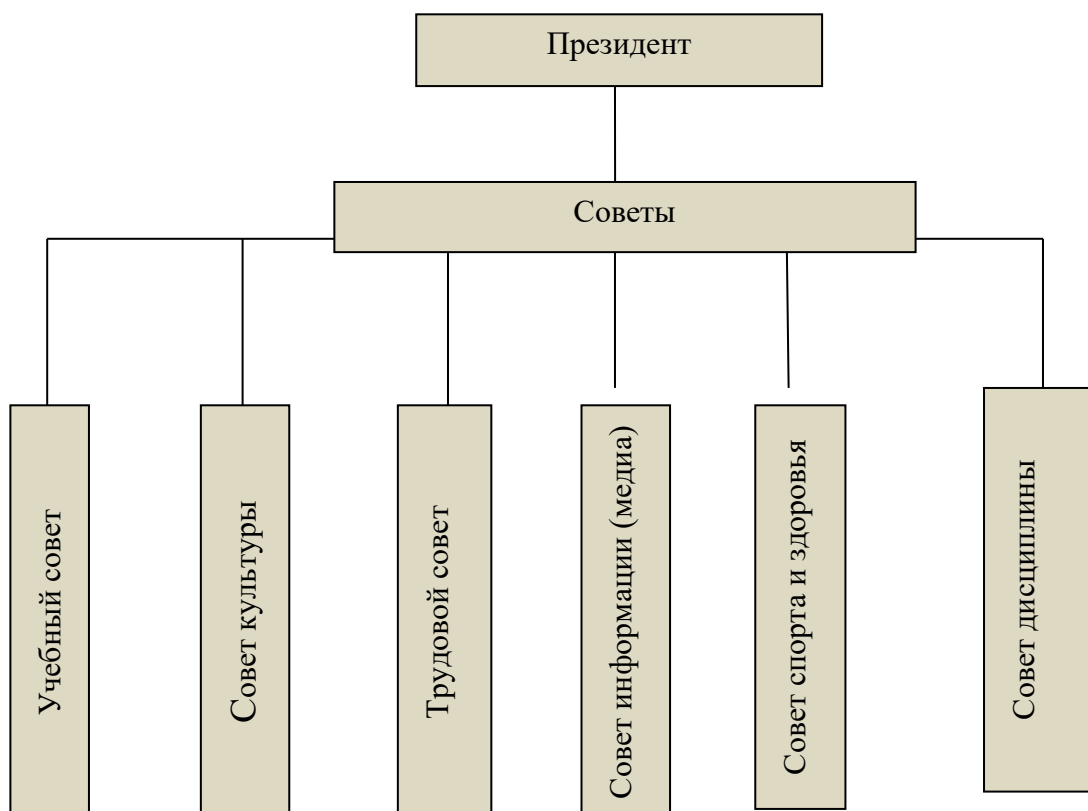 Президент
Советы
Учебный совет
Совет культуры
Трудовой совет
Совет информации (медиа)
Совет спорта и здоровья
Совет дисциплины